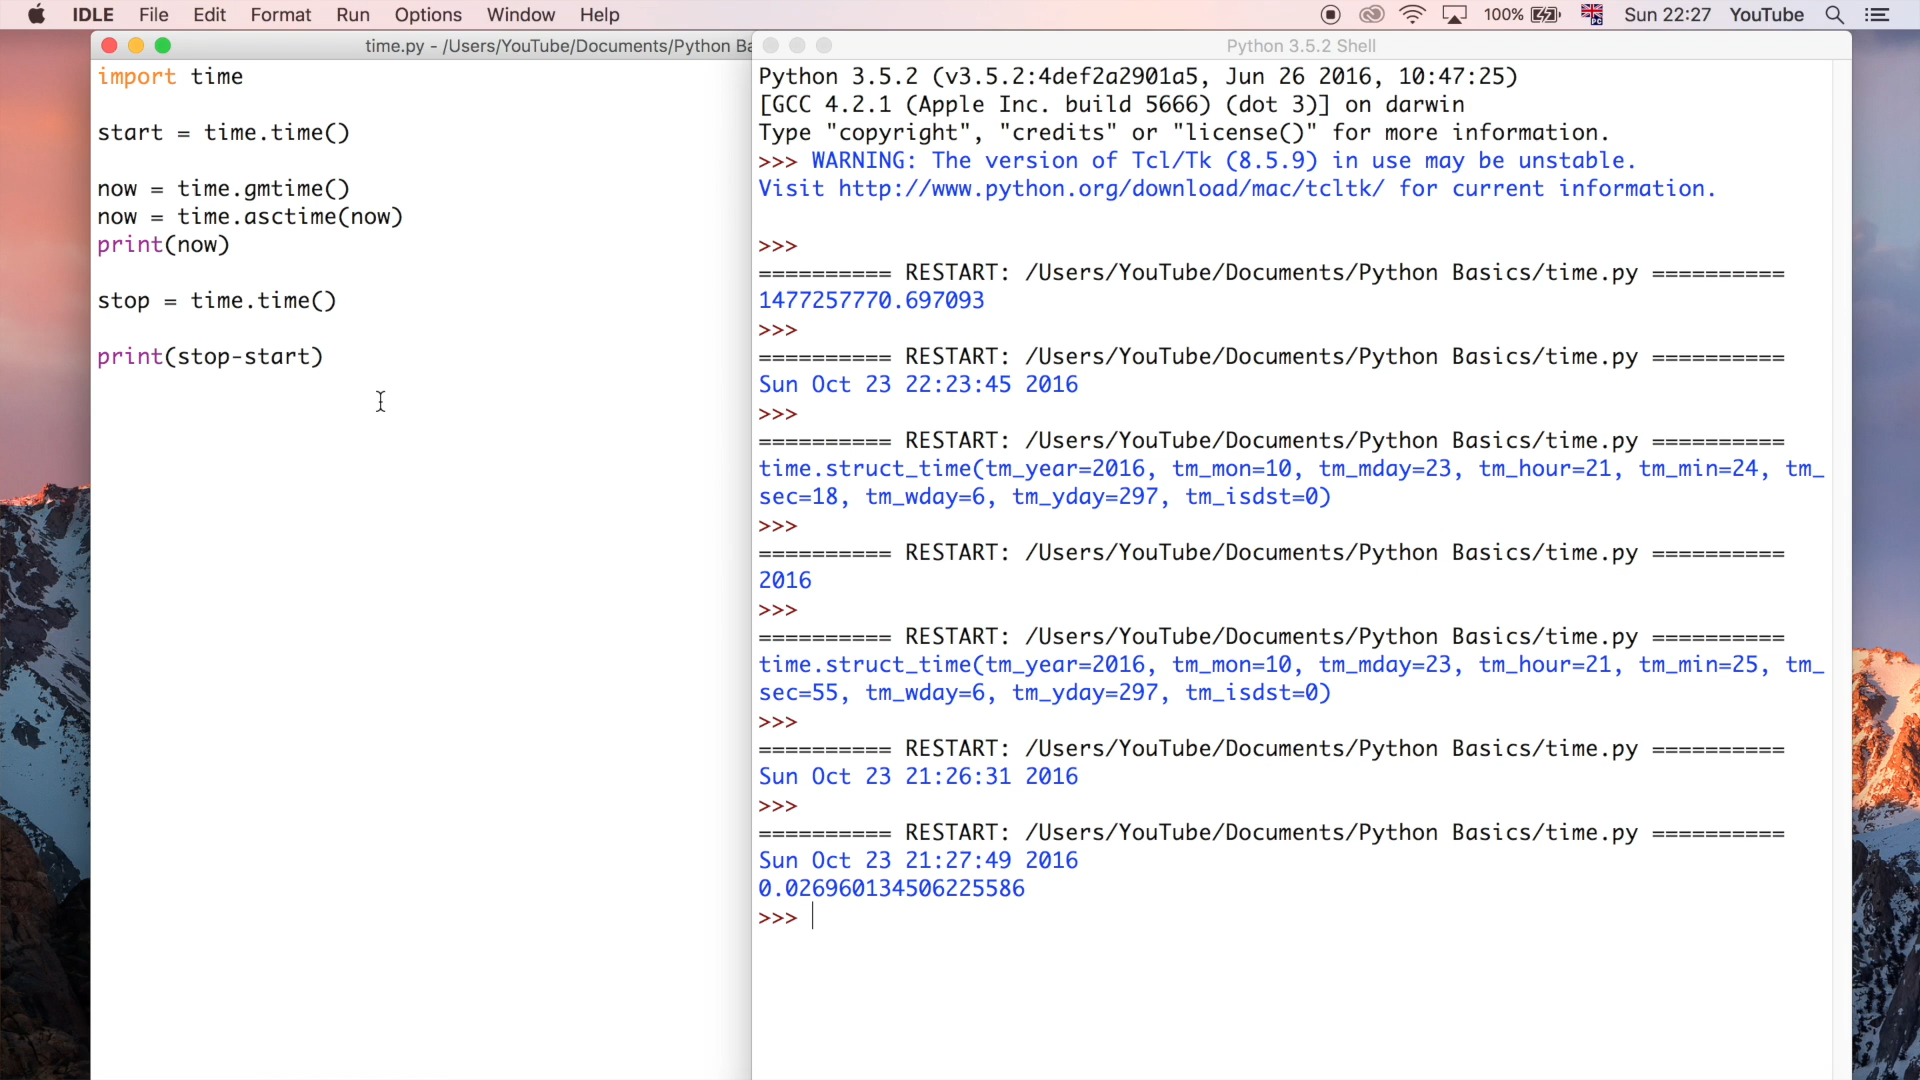 IDLE File Edit Format Run Options Window Help 100% Sun 22:27 YouTube
time.py - /Users/YouTube/Documents/Python Ba
import time
start = time.time()
now = time.gmtime()
now = time.asctime(now)
print(now)
stop = time.time()
print(stop-start)
Python 3.5.2 Shell
Python 3.5.2 (v3.5.2:4def2a2901a5, Jun 26 2016, 10:47:25)
[GCC 4.2.1 (Apple Inc. build 5666) (dot 3)] on darwin
Type "copyright", "credits" or "license()" for more information.
>>> WARNING: The version of Tcl/Tk (8.5.9) in use may be unstable.
Visit http://www.python.org/download/mac/tcltk/ for current information.
>>>
========== RESTART: /Users/YouTube/Documents/Python Basics/time.py ==========
1477257770.697093
>>>
========== RESTART: /Users/YouTube/Documents/Python Basics/time.py ==========
Sun Oct 23 22:23:45 2016
>>>
========== RESTART: /Users/YouTube/Documents/Python Basics/time.py ==========
time.struct_time(tm_year=2016, tm_mon=10, tm_mday=23, tm_hour=21, tm_min=24, tm_
sec=18, tm_wday=6, tm_yday=297, tm_isdst=0)
>>>
========== RESTART: /Users/YouTube/Documents/Python Basics/time.py ==========
2016
>>>
========== RESTART: /Users/YouTube/Documents/Python Basics/time.py ==========
time.struct_time(tm_year=2016, tm_mon=10, tm_mday=23, tm_hour=21, tm_min=25, tm_
sec=55, tm_wday=6, tm_yday=297, tm_isdst=0)
>>>
========== RESTART: /Users/YouTube/Documents/Python Basics/time.py ==========
Sun Oct 23 21:26:31 2016
>>>
========== RESTART: /Users/YouTube/Documents/Python Basics/time.py ==========
Sun Oct 23 21:27:49 2016
0.026960134506225586
>>>